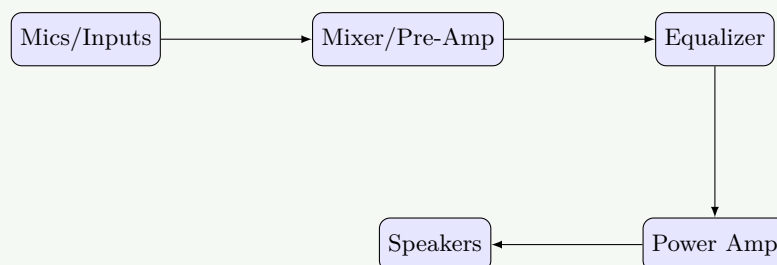 Mics/Inputs
Mixer/Pre-Amp
Equalizer
Power Amp
Speakers